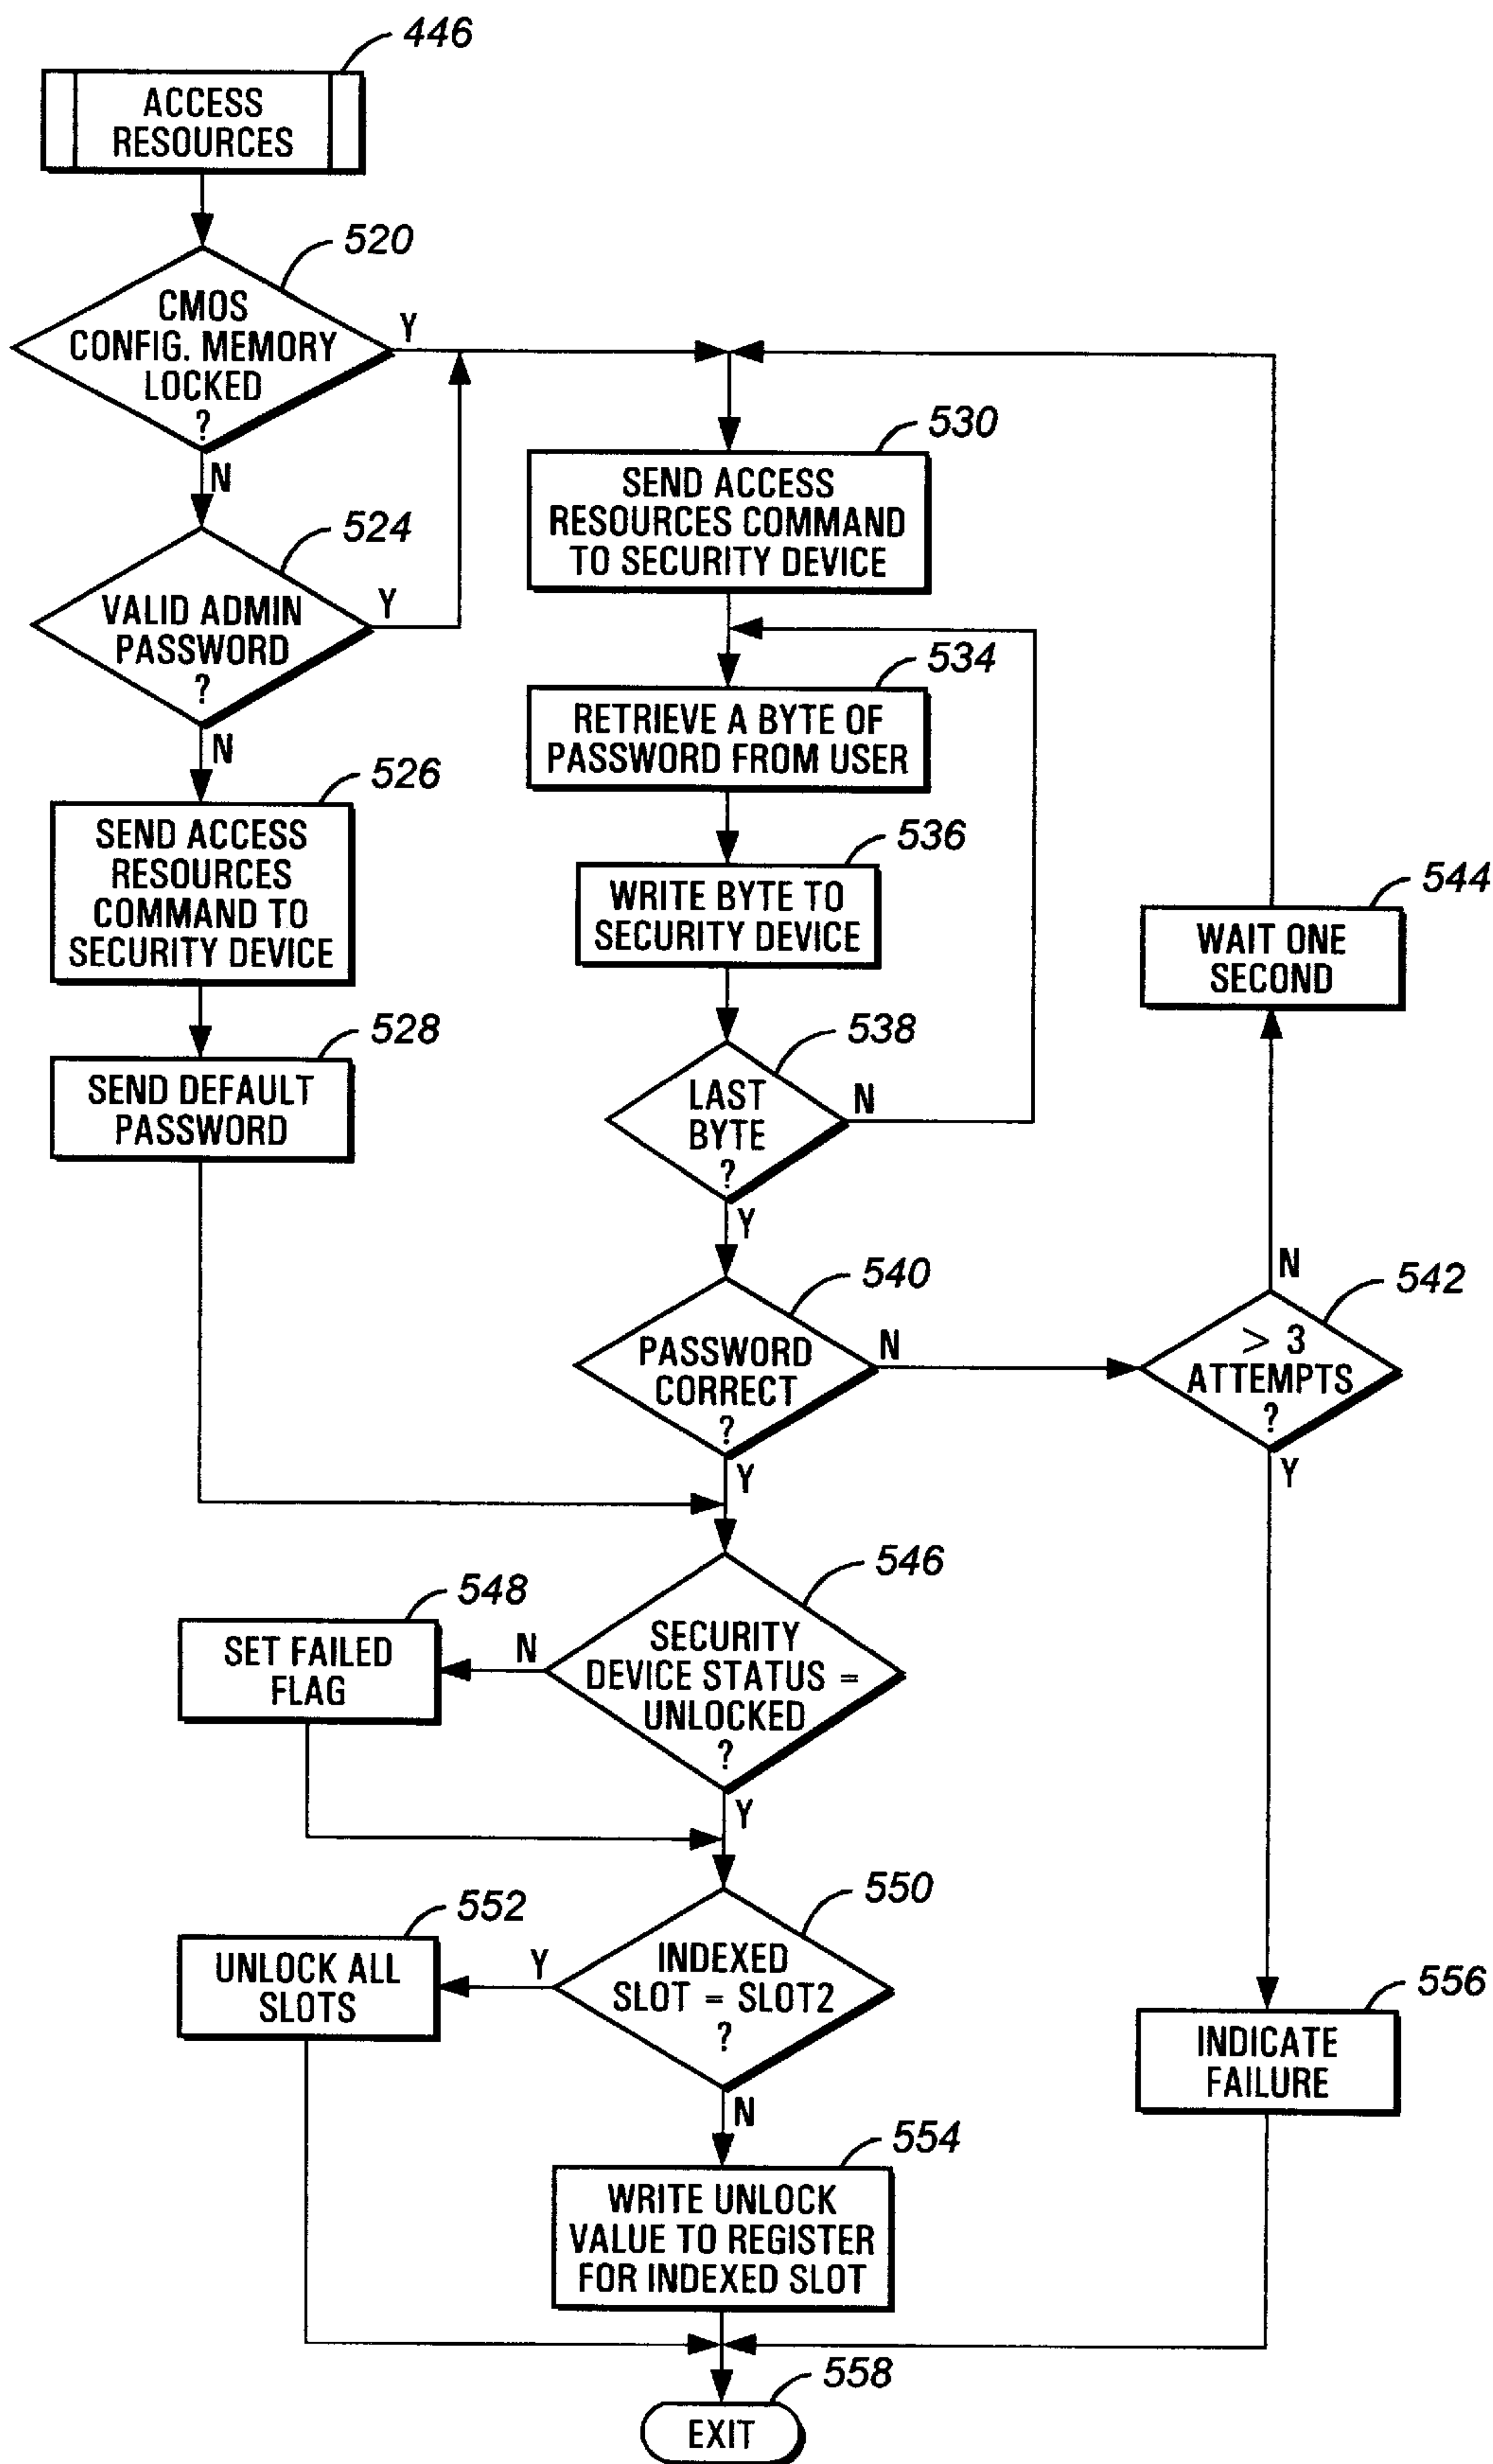 446
ACCESS
RESOURCES
520
CMOS
CONFIG. MEMORY
LOCKED
?
Y
N
524
VALID ADMIN
PASSWORD
?
Y
N
526
SEND ACCESS
RESOURCES
COMMAND TO
SECURITY DEVICE
528
SEND DEFAULT
PASSWORD
530
SEND ACCESS
RESOURCES COMMAND
TO SECURITY DEVICE
534
RETRIEVE A BYTE OF
PASSWORD FROM USER
536
WRITE BYTE TO
SECURITY DEVICE
538
LAST
BYTE
?
N
Y
540
PASSWORD
CORRECT
?
N
Y
544
WAIT ONE
SECOND
N
542
> 3
ATTEMPTS
?
Y
546
SECURITY
DEVICE STATUS =
UNLOCKED
?
N
Y
548
SET FAILED
FLAG
550
INDEXED
SLOT = SLOT2
?
Y
N
552
UNLOCK ALL
SLOTS
554
WRITE UNLOCK
VALUE TO REGISTER
FOR INDEXED SLOT
556
INDICATE
FAILURE
558
EXIT